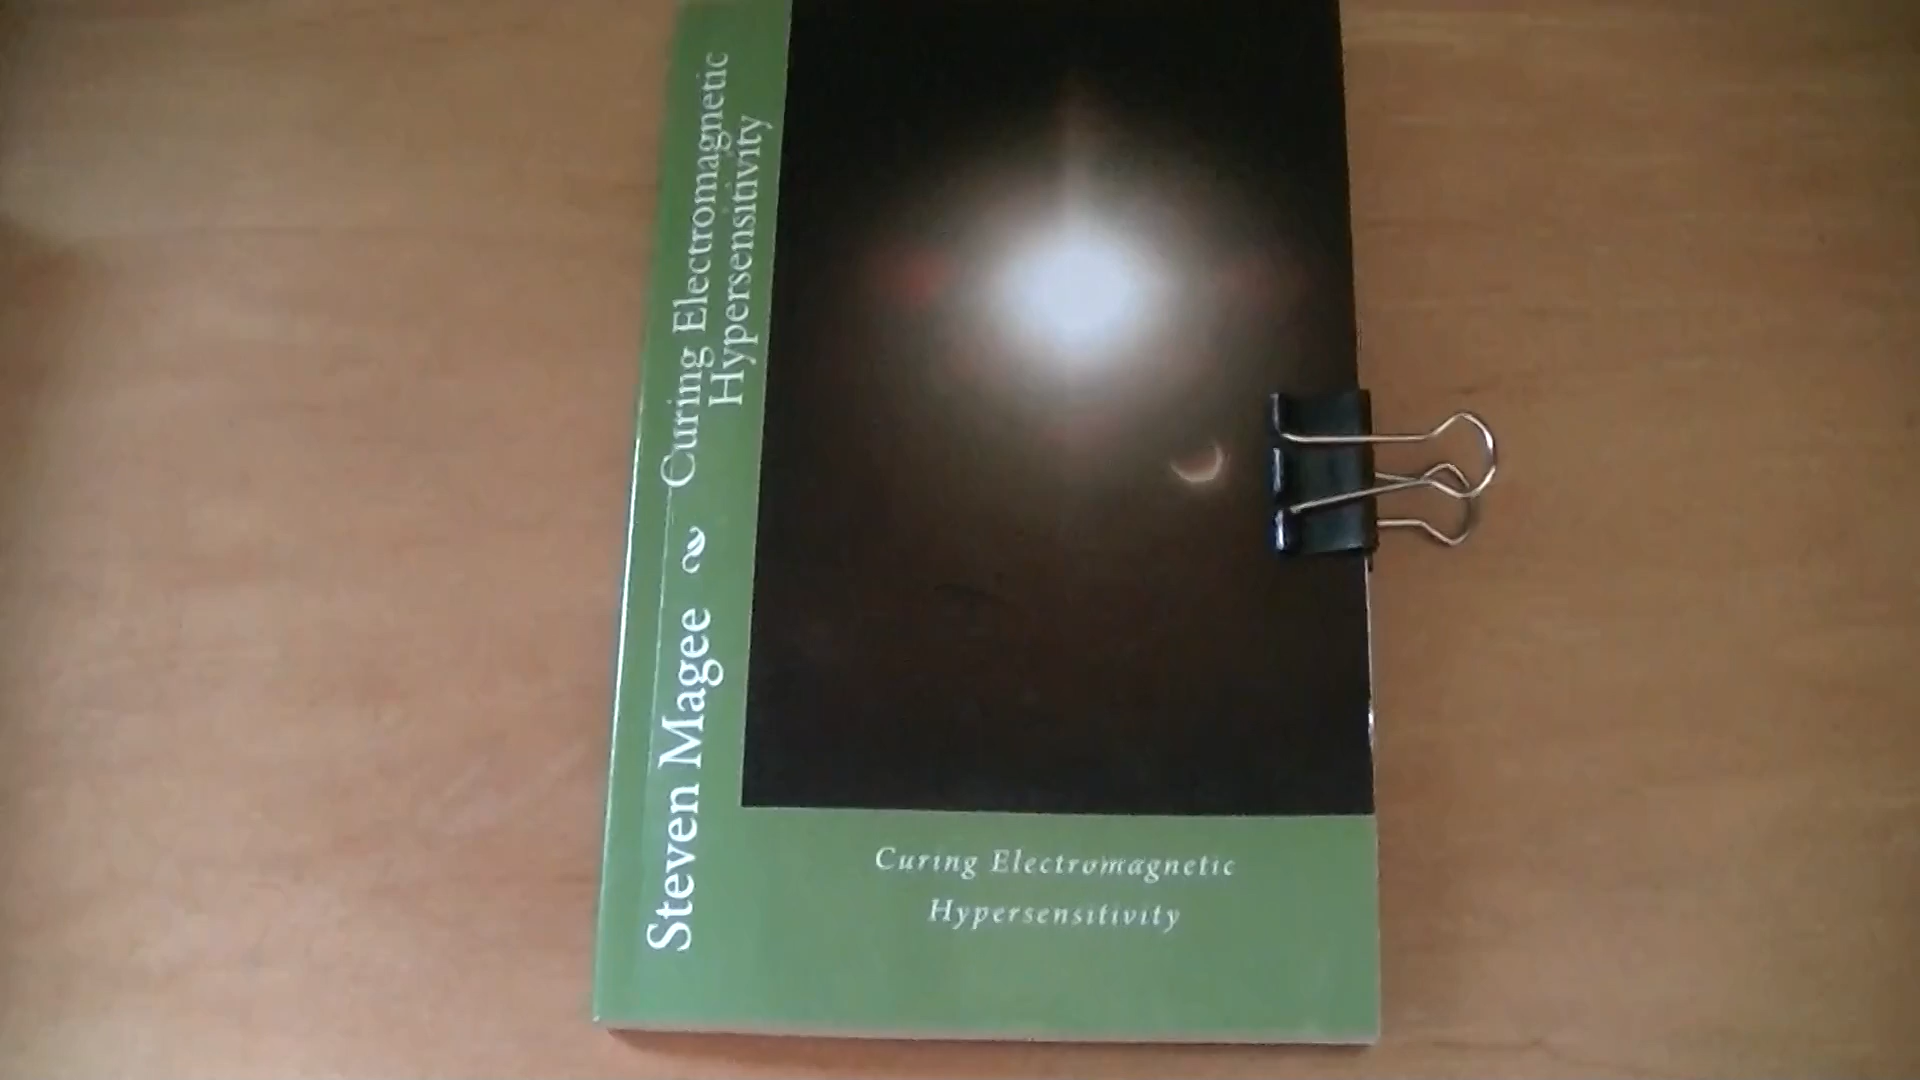 Steven Magee
Curing Electromagnetic
Hypersensitivity
Curing Electromagnetic
Hypersensitivity